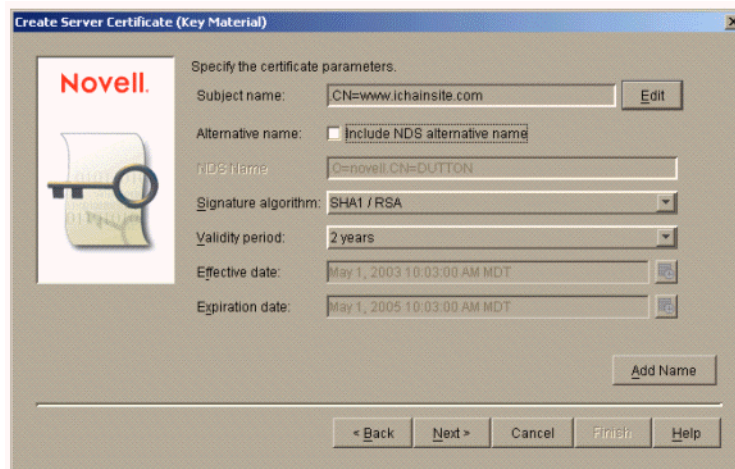 Create Server Certificate (Key Material)
Novell.
Specify the certificate parameters.
Subject name: .CN=www.ichainsite.com Edit
Alternative name: Include NDS alternative name
NDS Name O=novell.CN=DUTTON
Signature algorithm: SHA1 / RSA
Validity period: 2 years
Effective date: May 1, 2003 10:03:00 AM MDT
Expiration date: May 1, 2005 10:03:00 AM MDT
Add Name
< Back Next > Cancel Finish Help